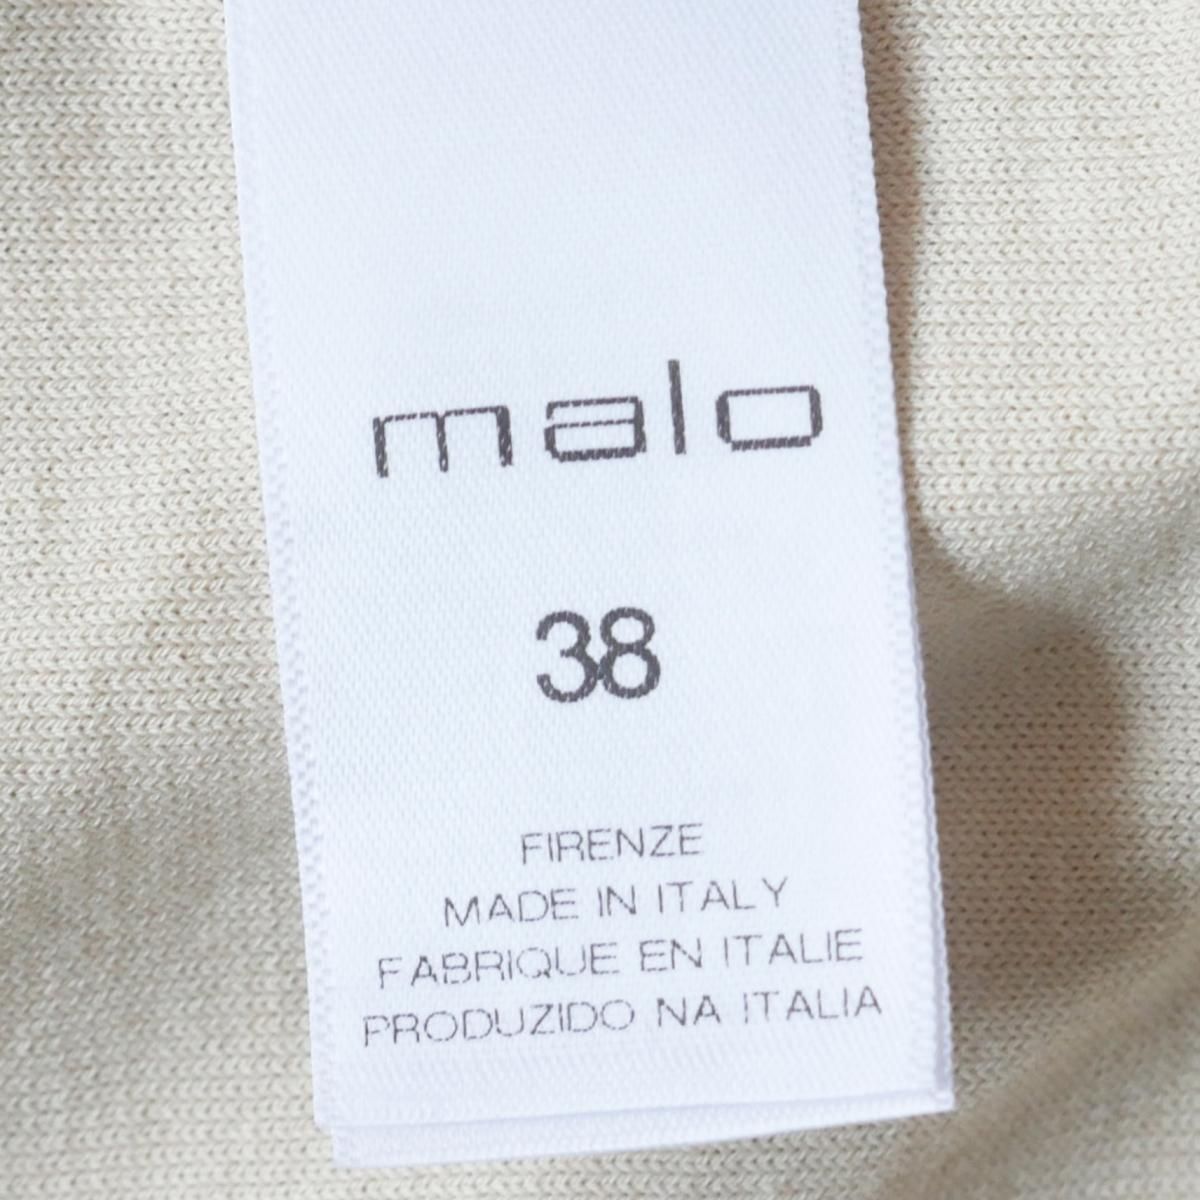 malo
38
FIRENZE
MADE IN ITALY
FABRIQUE EN ITALIE
PRODUZIDO NA ITALIA